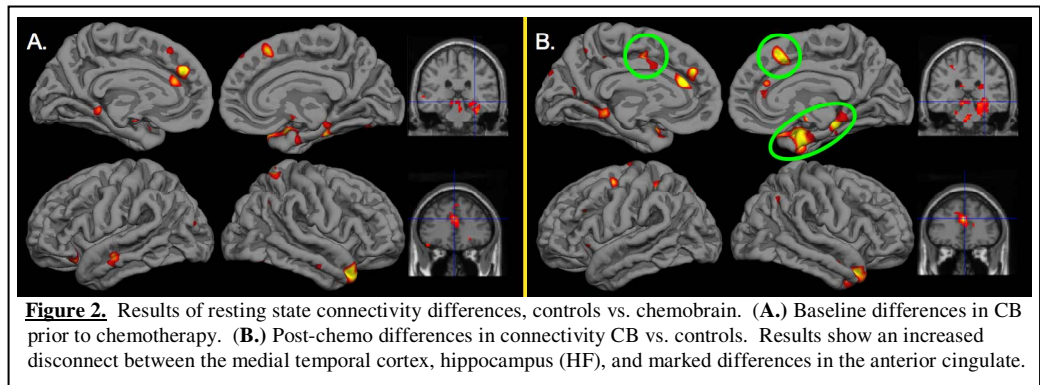 A.
B.
Figure 2. Results of resting state connectivity differences, controls vs. chemobrain. (A.) Baseline differences in CB
prior to chemotherapy. (B.) Post-chemo differences in connectivity CB vs. controls. Results show an increased
disconnect between the medial temporal cortex, hippocampus (HF), and marked differences in the anterior cingulate.